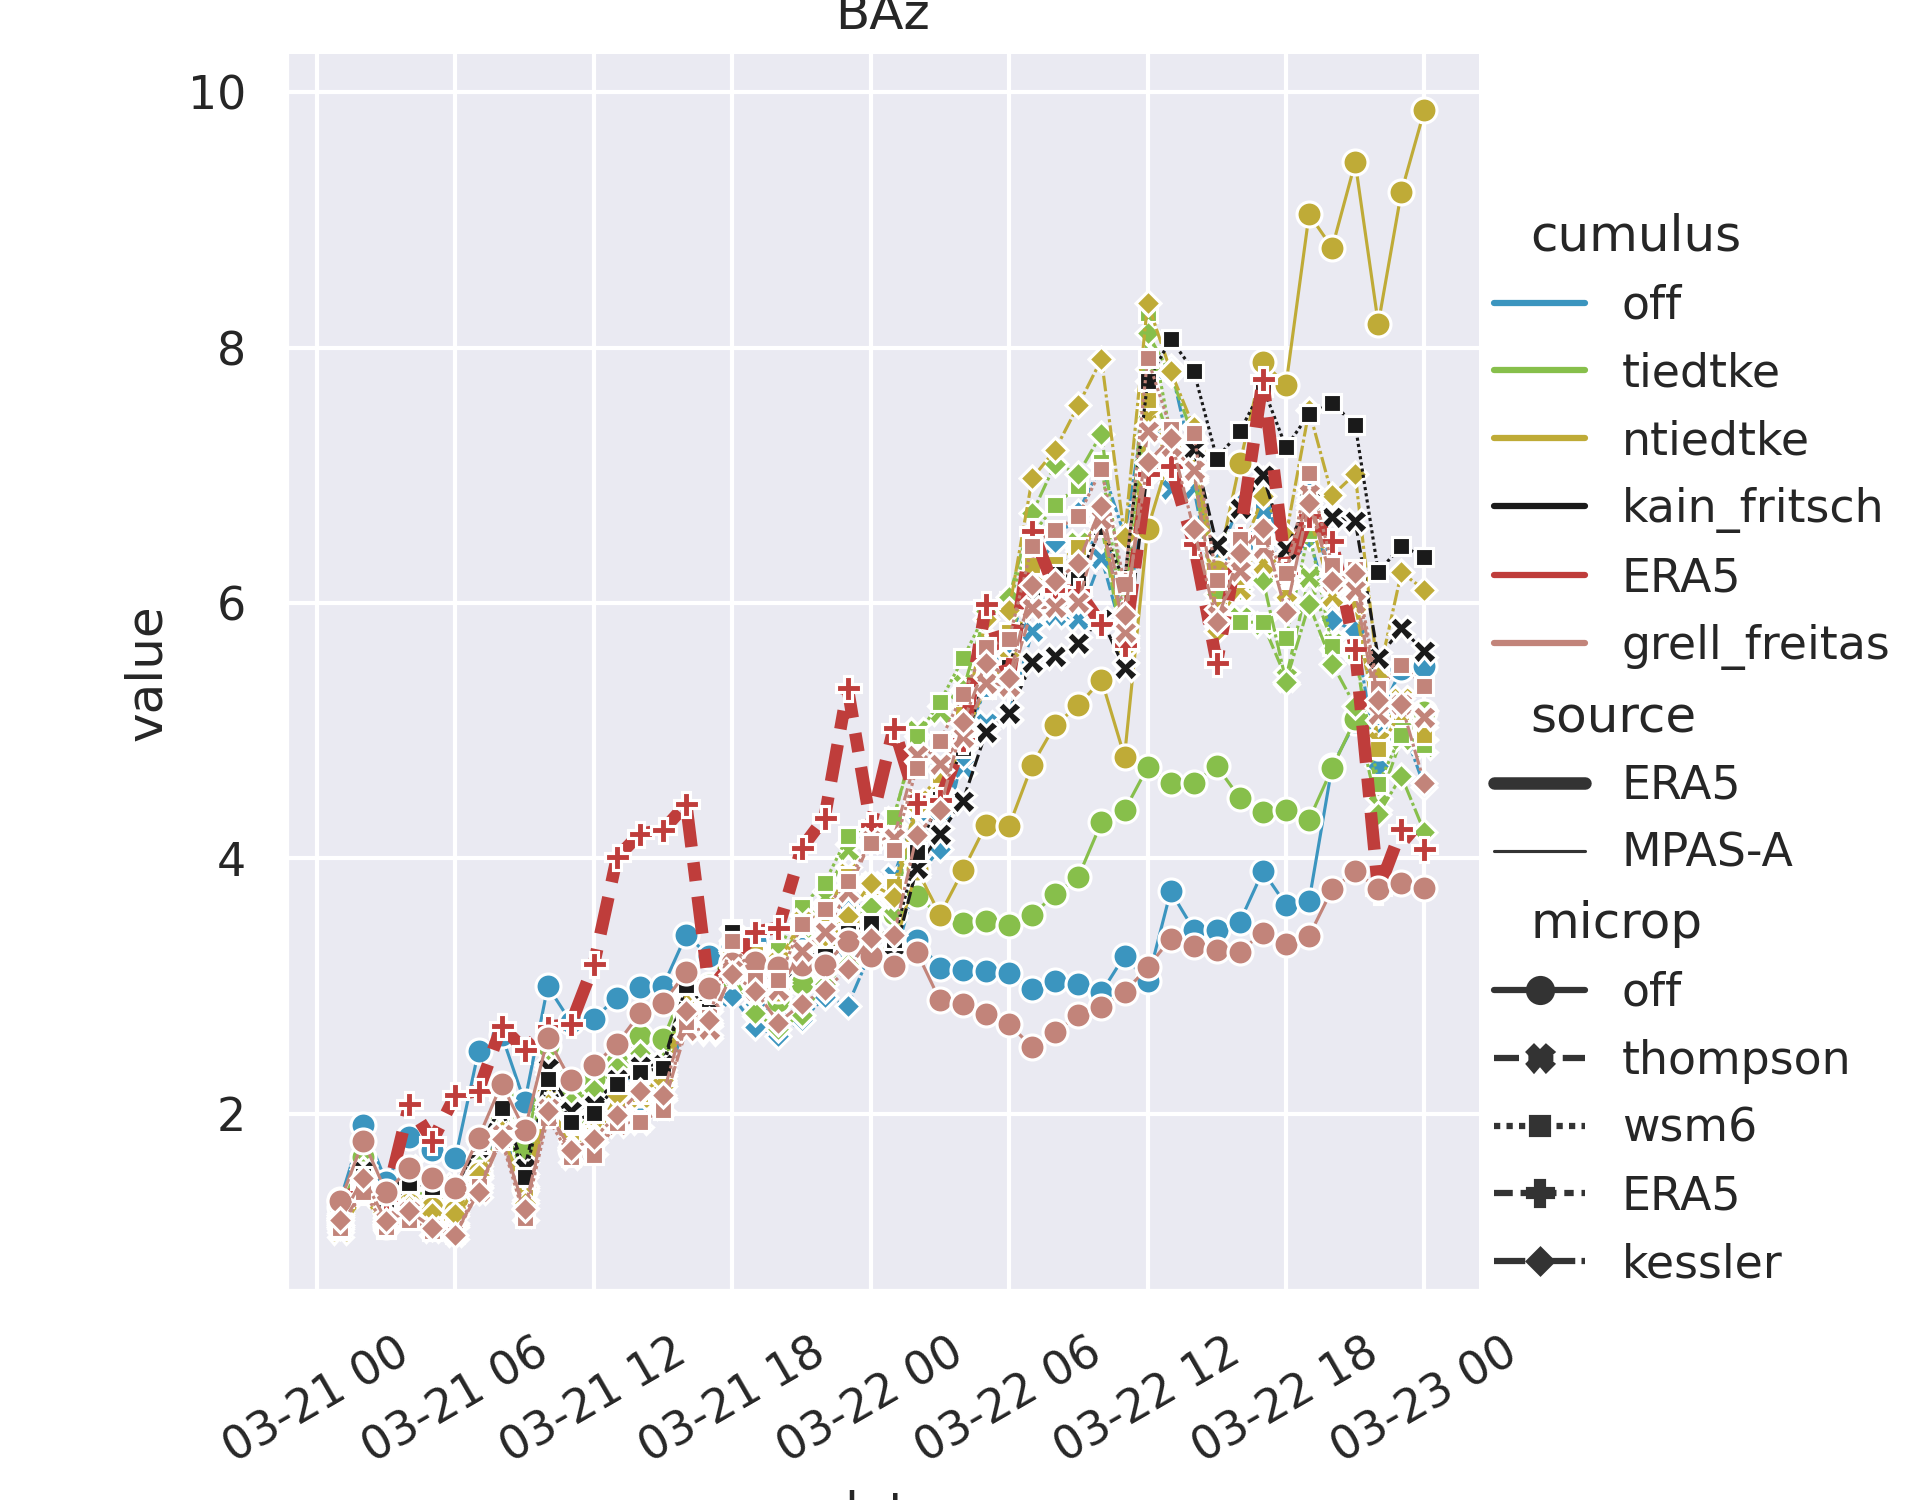 BAz
10
8
6
4
2
value
03-21 00
03-21 06
03-21 12
03-21 18
03-22 00
03-22 06
03-22 12
03-22 18
03-23 00
cumulus
off
tiedtke
ntiedtke
kain_fritsch
ERA5
grell_freitas
source
ERA5
MPAS-A
microp
off
thompson
wsm6
ERA5
kessler